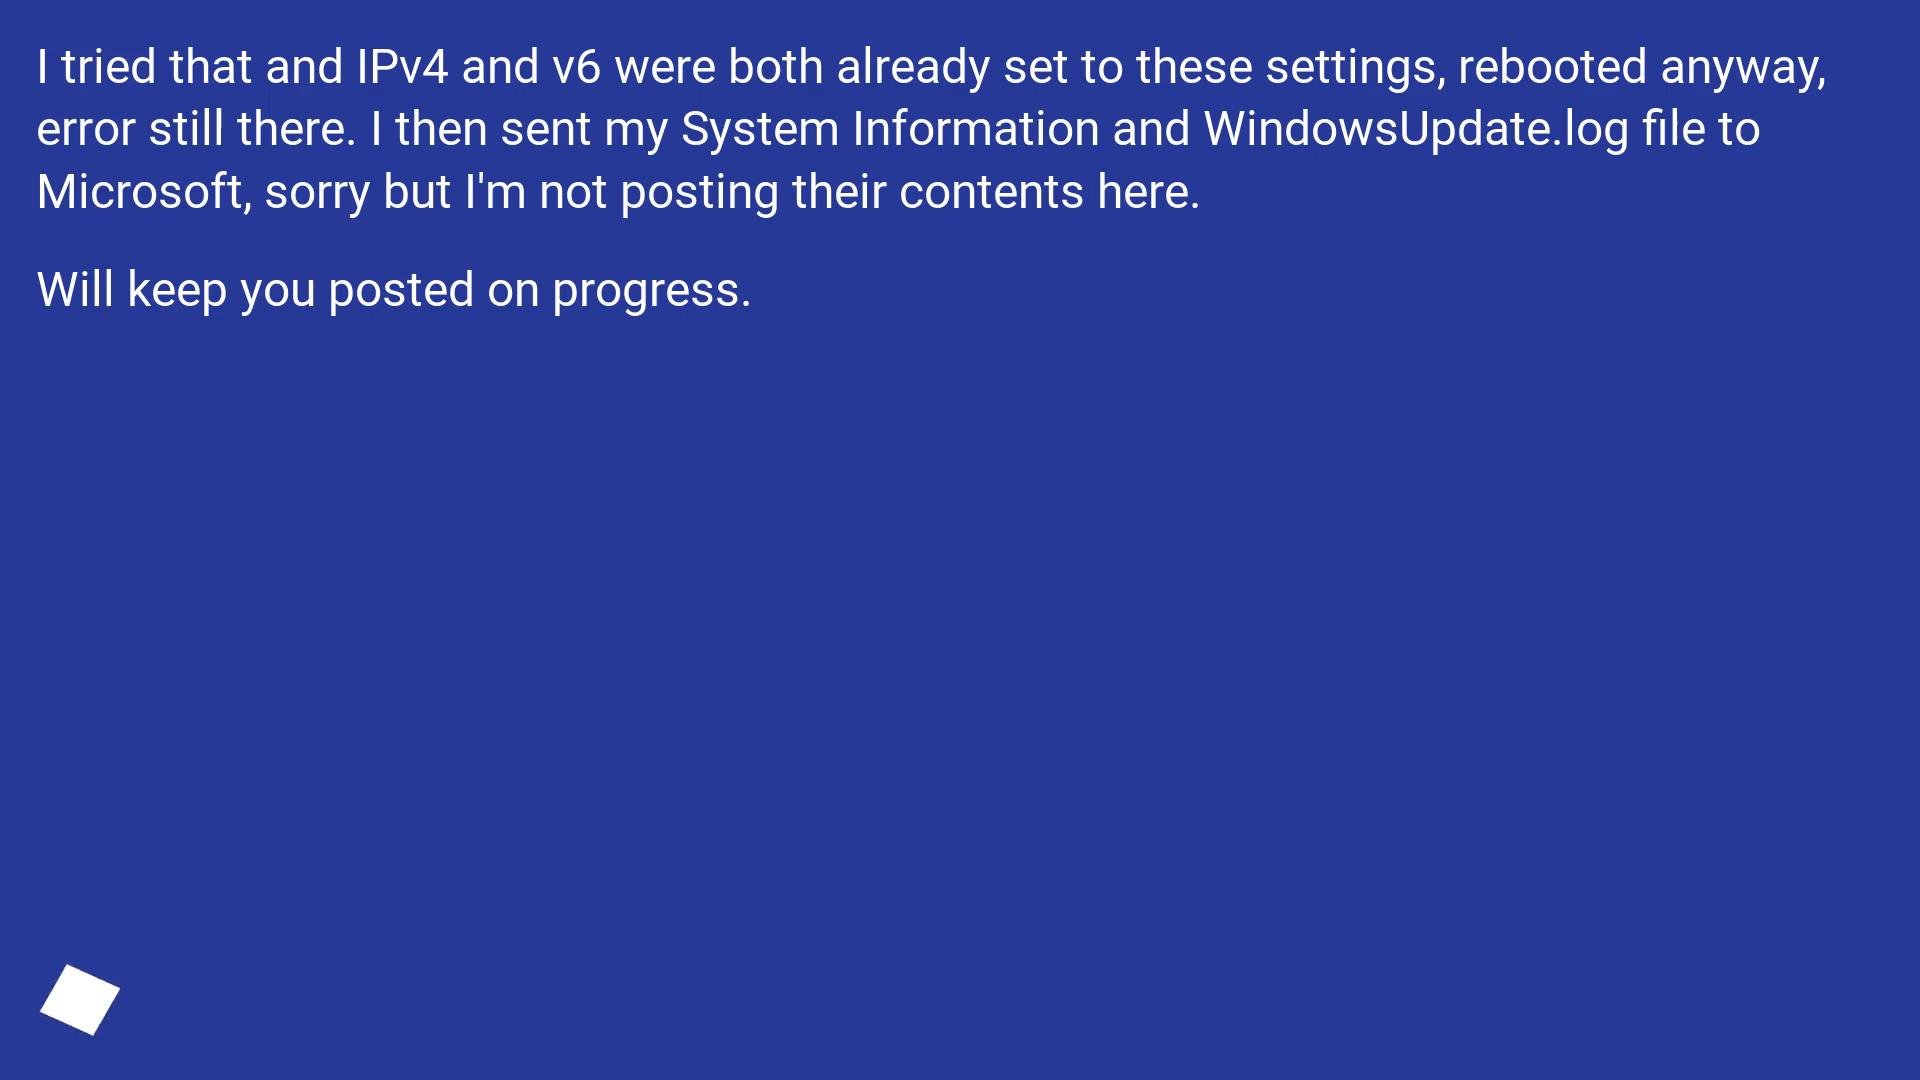 I tried that and IPv4 and v6 were both already set to these settings, rebooted anyway,
error still there. I then sent my System Information and WindowsUpdate.log file to
Microsoft, sorry but I'm not posting their contents here.
Will keep you posted on progress.